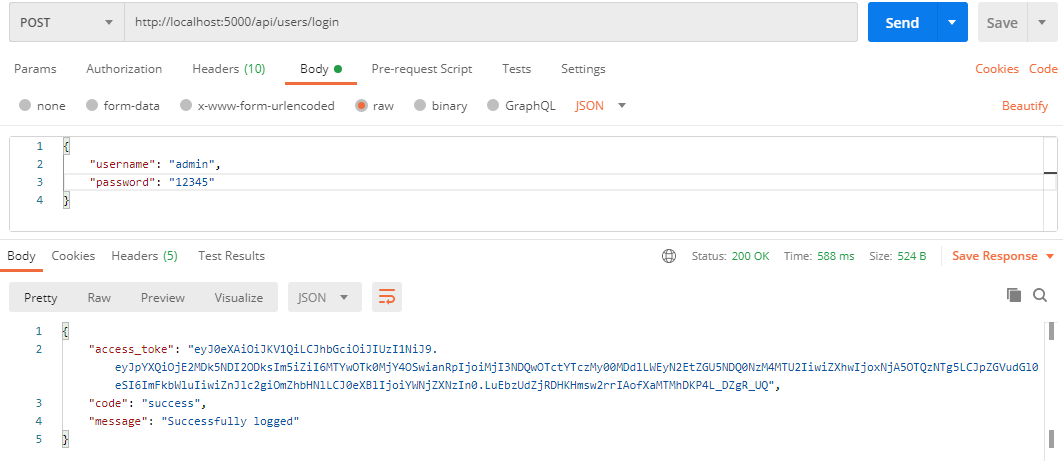 POST http://localhost:5000/api/users/login Send Save
Params Authorization Headers (10) Body Pre-request Script Tests Settings Cookies Code
none form-data x-www-form-urlencoded raw binary GraphQL JSON Beautify
1 {
2 "username": "admin",
3 "password": "12345"
4 }
Body Cookies Headers (5) Test Results Status: 200 OK Time: 588 ms Size: 524 B Save Response
Pretty Raw Preview Visualize JSON
1 {
2 "access_toke": "eyJ0eXAiOiJKV1QiLCJhbGciOiJIUzI1NiJ9.
3 "code": "success",
4 "message": "Successfully logged"
5 }